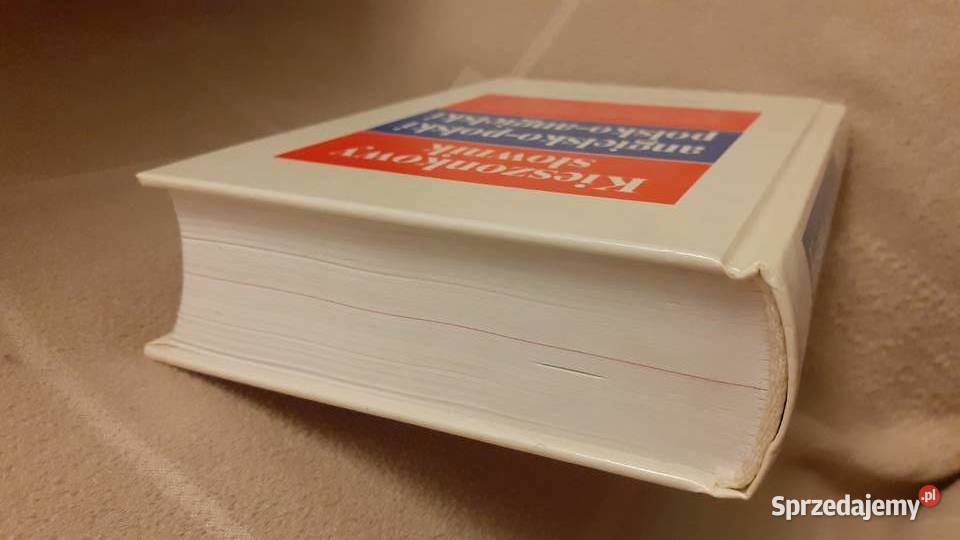 Kieszonkowy
słownik
angielsko-polski
polsko-angielski
Sprzedajemy.pl